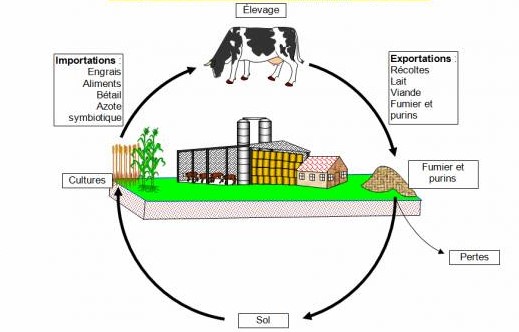 Élevage
Importations :
Engrais
Aliments
Bétail
Azote
symbiotique
Exportations :
Récoltes
Lait
Viande
Fumier et
purins
Fumier et
purins
Cultures
Pertes
Sol